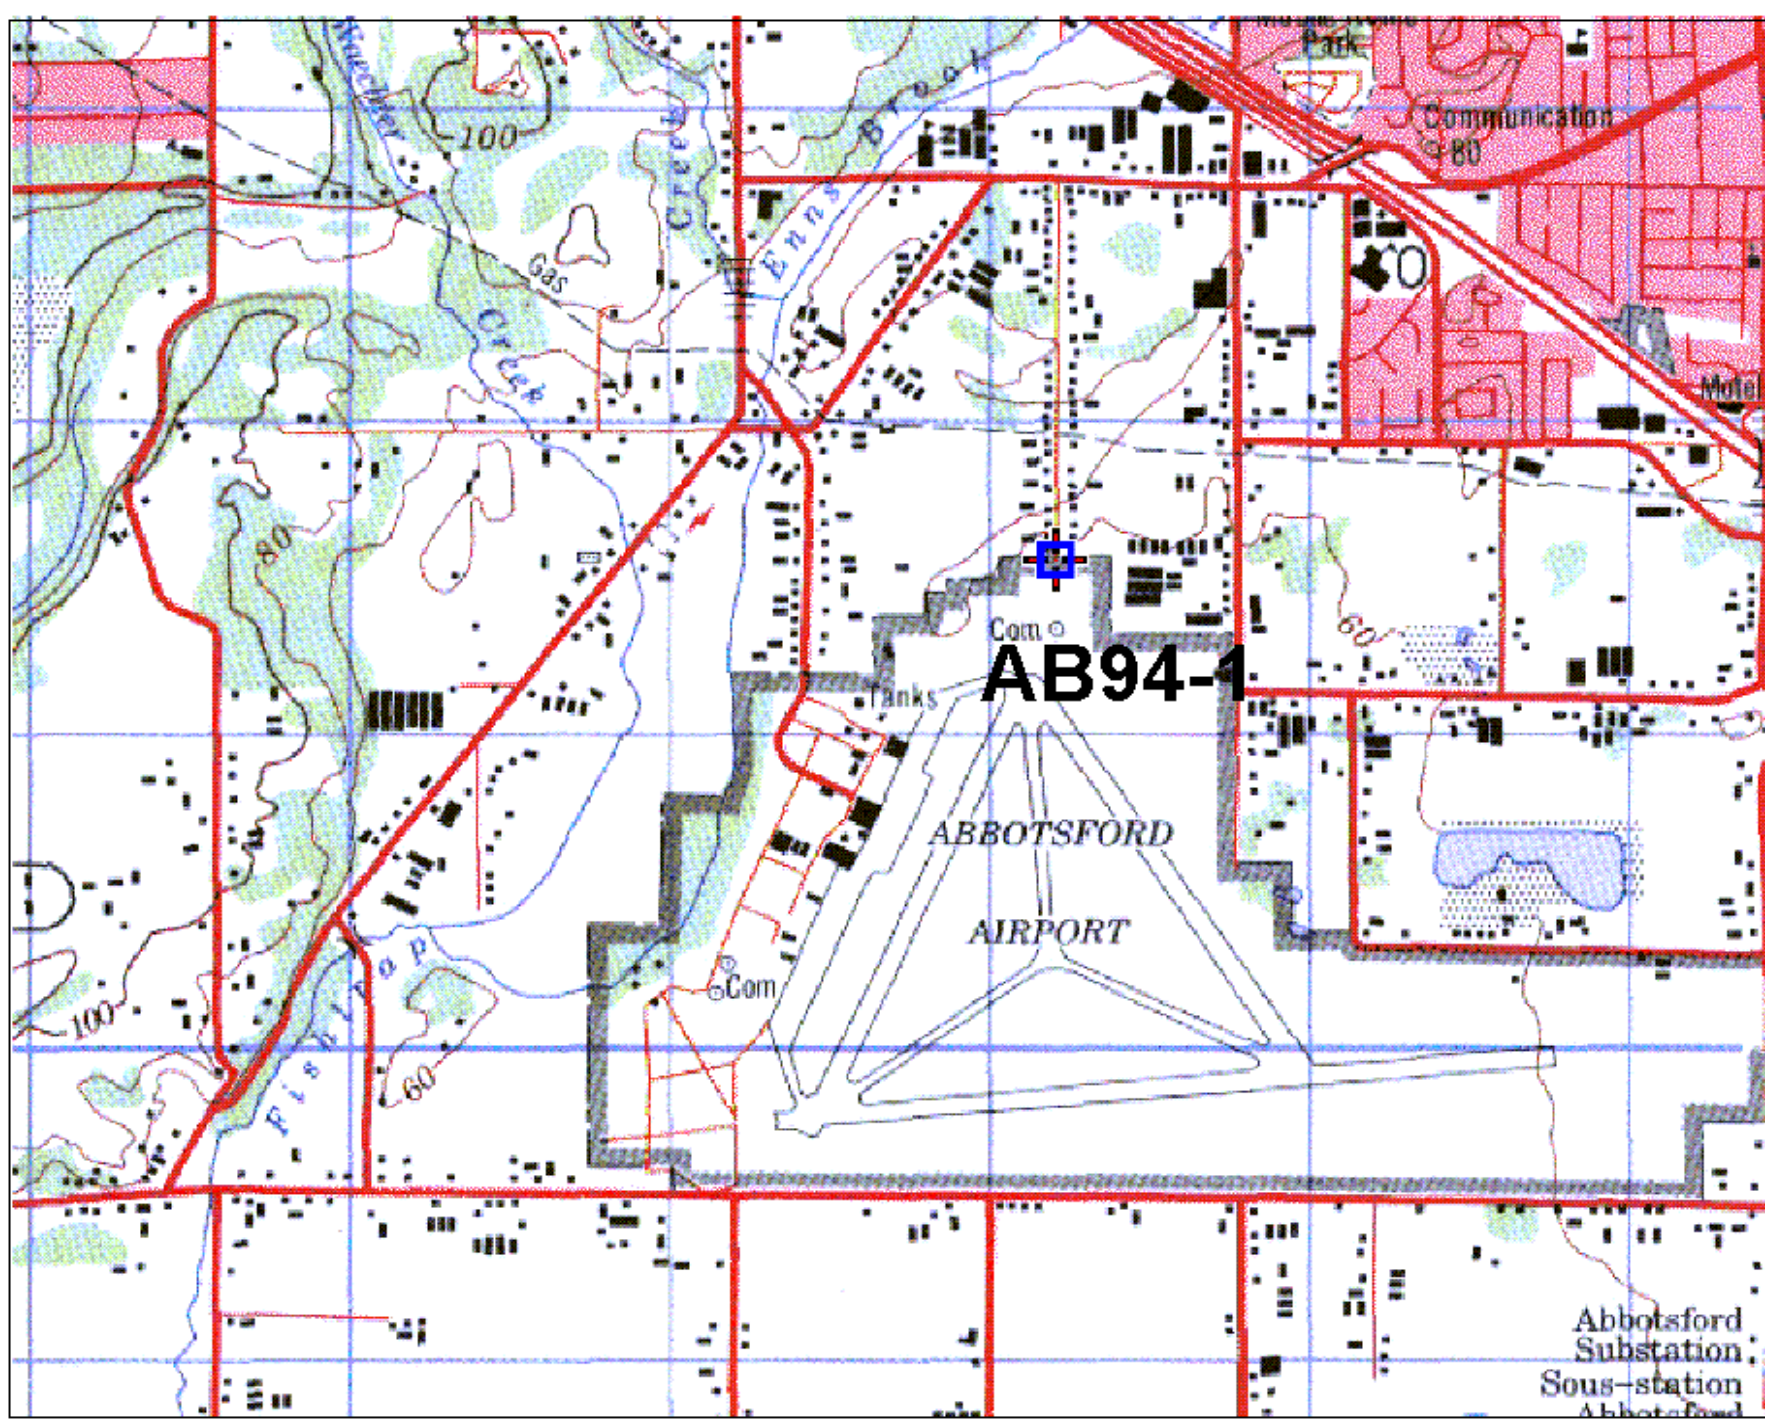 Park
Communication
80
100
Creek
Enns Brook
Gas
Creek
Motel
80
60
Com
AB94-1
Tanks
ABBOTSFORD
AIRPORT
Com
100
60
Fishtrap
Abbotsford
Substation
Sous-station
Abbotsford